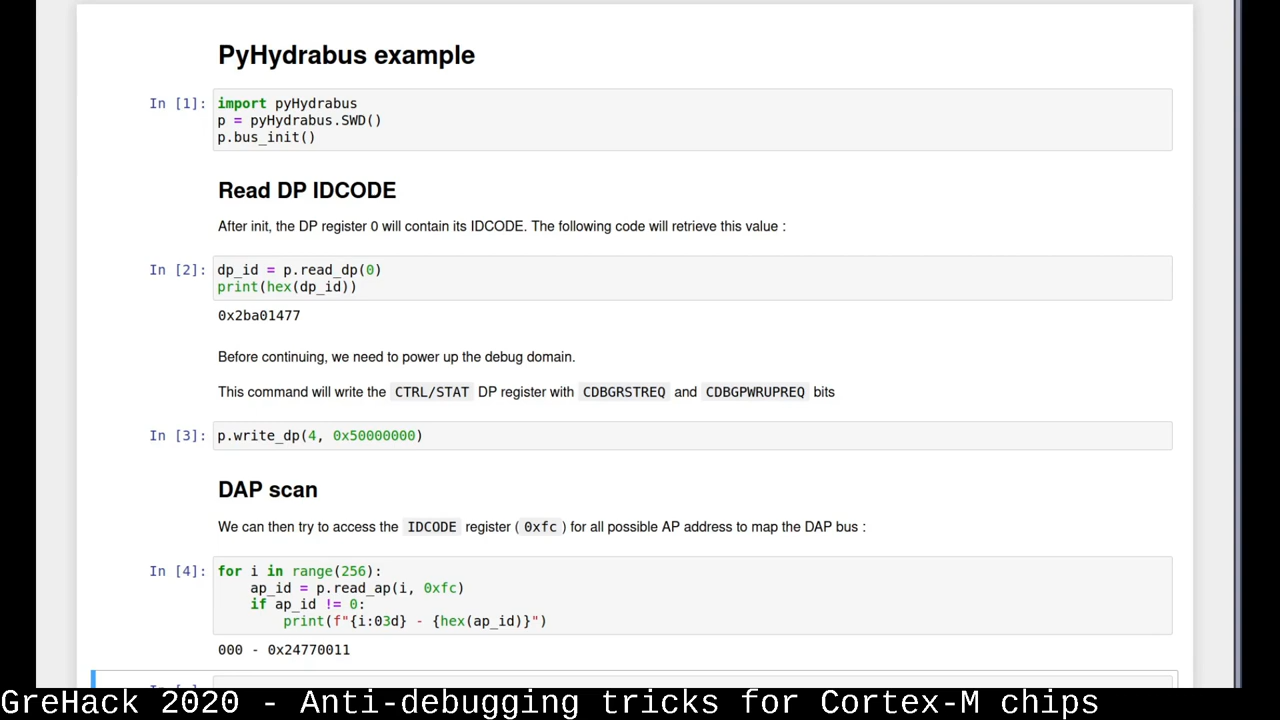 PyHydrabus example
In [1]: import pyHydrabus
p = pyHydrabus.SWD()
p.bus_init()
Read DP IDCODE
After init, the DP register 0 will contain its IDCODE. The following code will retrieve this value :
In [2]: dp_id = p.read_dp(0)
print(hex(dp_id))
0x2ba01477
Before continuing, we need to power up the debug domain.
This command will write the CTRL/STAT DP register with CDBGRSTREQ and CDBGPWRUPREQ bits
In [3]: p.write_dp(4, 0x50000000)
DAP scan
We can then try to access the IDCODE register ( 0xfc ) for all possible AP address to map the DAP bus :
In [4]: for i in range(256):
    ap_id = p.read_ap(i, 0xfc)
    if ap_id != 0:
        print(f"{i:03d} - {hex(ap_id)}")
000 - 0x24770011
GreHack 2020 - Anti-debugging tricks for Cortex-M chips